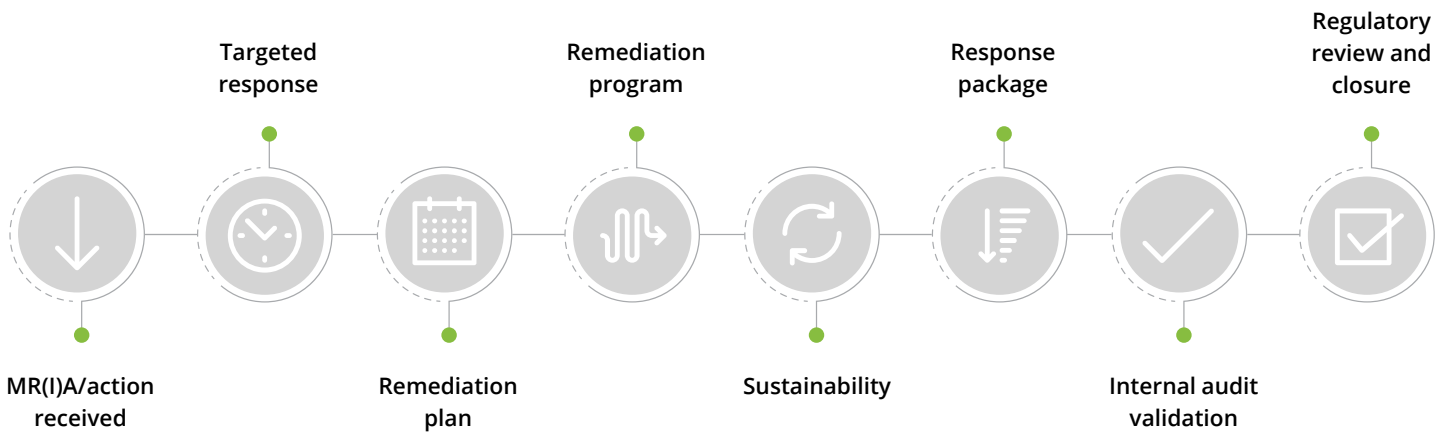 MR(I)A/action
received
Targeted
response
Remediation
plan
Remediation
program
Sustainability
Response
package
Internal audit
validation
Regulatory
review and
closure